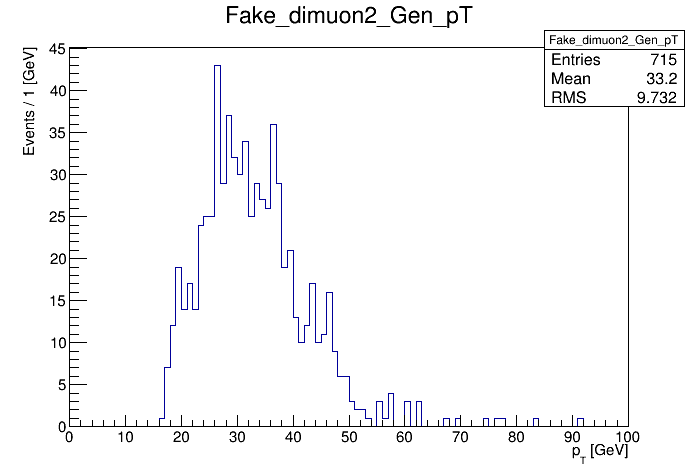 Fake_dimuon2_Gen_pT
Fake_dimuon2_Gen_pT
Entries 715
Mean 33.2
RMS 9.732
Events / 1 [GeV]
45
40
35
30
25
20
15
10
5
0
0 10 20 30 40 50 60 70 80 90 100
p_T [GeV]